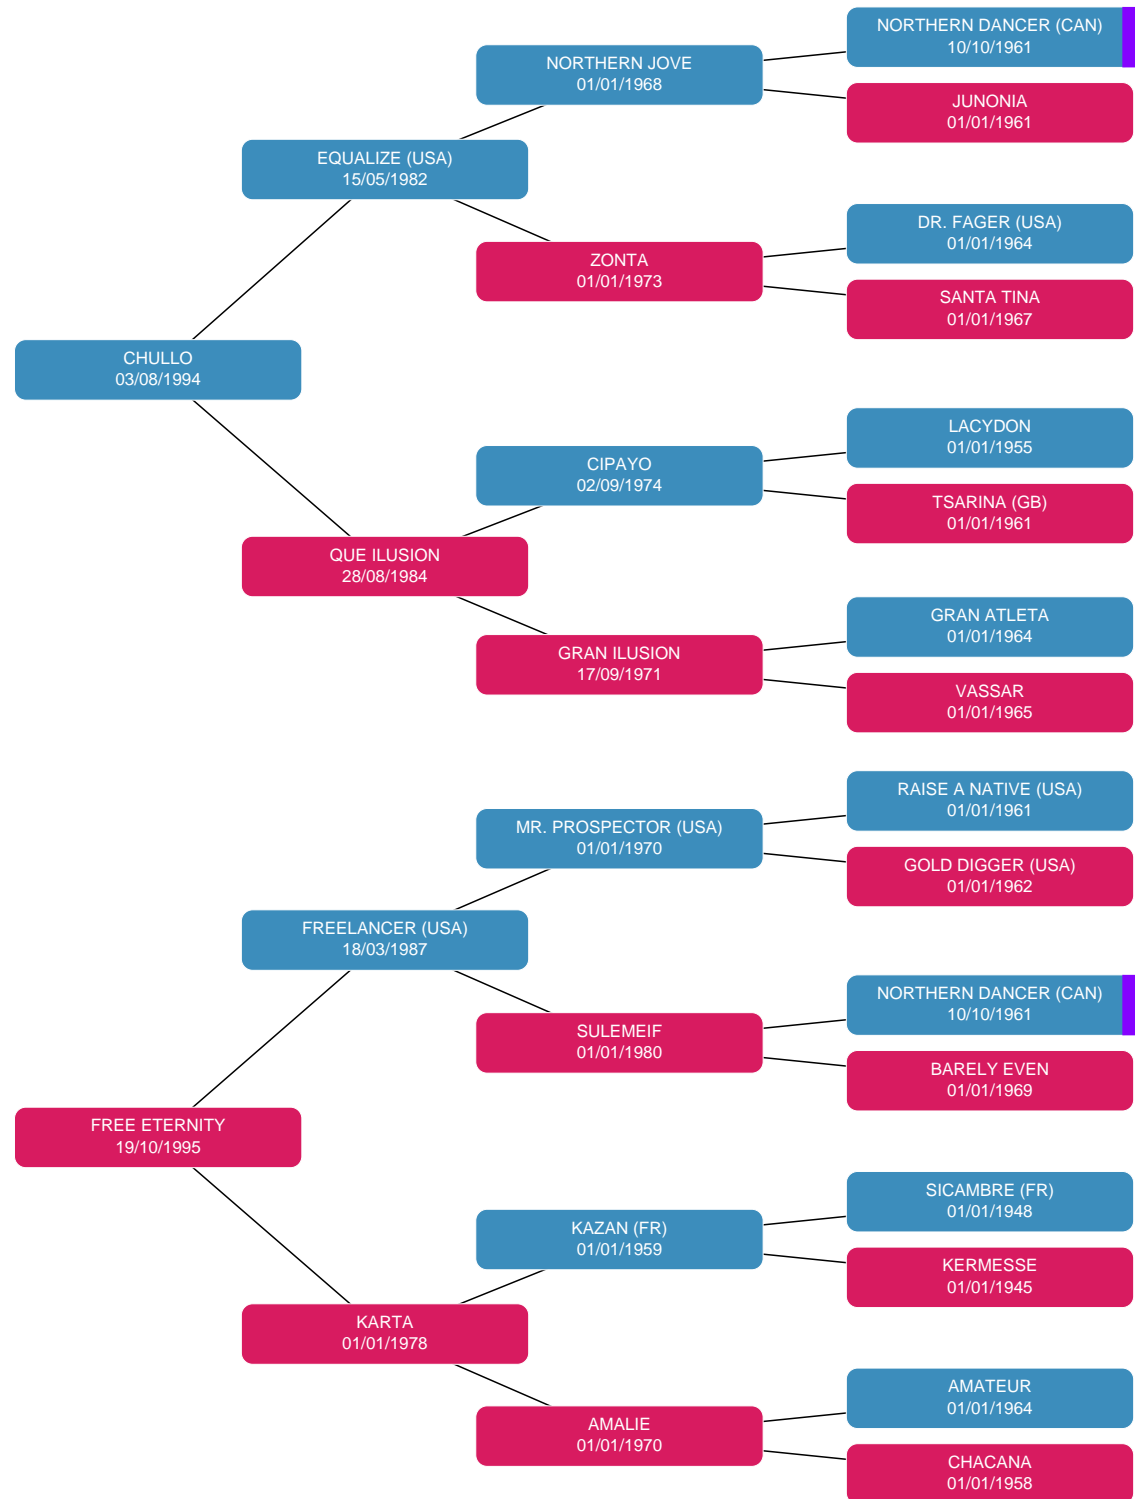 NORTHERN DANCER (CAN)
10/10/1961
NORTHERN JOVE
01/01/1968
JUNONIA
01/01/1961
EQUALIZE (USA)
15/05/1982
DR. FAGER (USA)
01/01/1964
ZONTA
01/01/1973
SANTA TINA
01/01/1967
CHULLO
03/08/1994
LACYDON
01/01/1955
CIPAYO
02/09/1974
TSARINA (GB)
01/01/1961
QUE ILUSION
28/08/1984
GRAN ATLETA
01/01/1964
GRAN ILUSION
17/09/1971
VASSAR
01/01/1965
RAISE A NATIVE (USA)
01/01/1961
MR. PROSPECTOR (USA)
01/01/1970
GOLD DIGGER (USA)
01/01/1962
FREELANCER (USA)
18/03/1987
NORTHERN DANCER (CAN)
10/10/1961
SULEMEIF
01/01/1980
BARELY EVEN
01/01/1969
FREE ETERNITY
19/10/1995
SICAMBRE (FR)
01/01/1948
KAZAN (FR)
01/01/1959
KERMESSE
01/01/1945
KARTA
01/01/1978
AMATEUR
01/01/1964
AMALIE
01/01/1970
CHACANA
01/01/1958